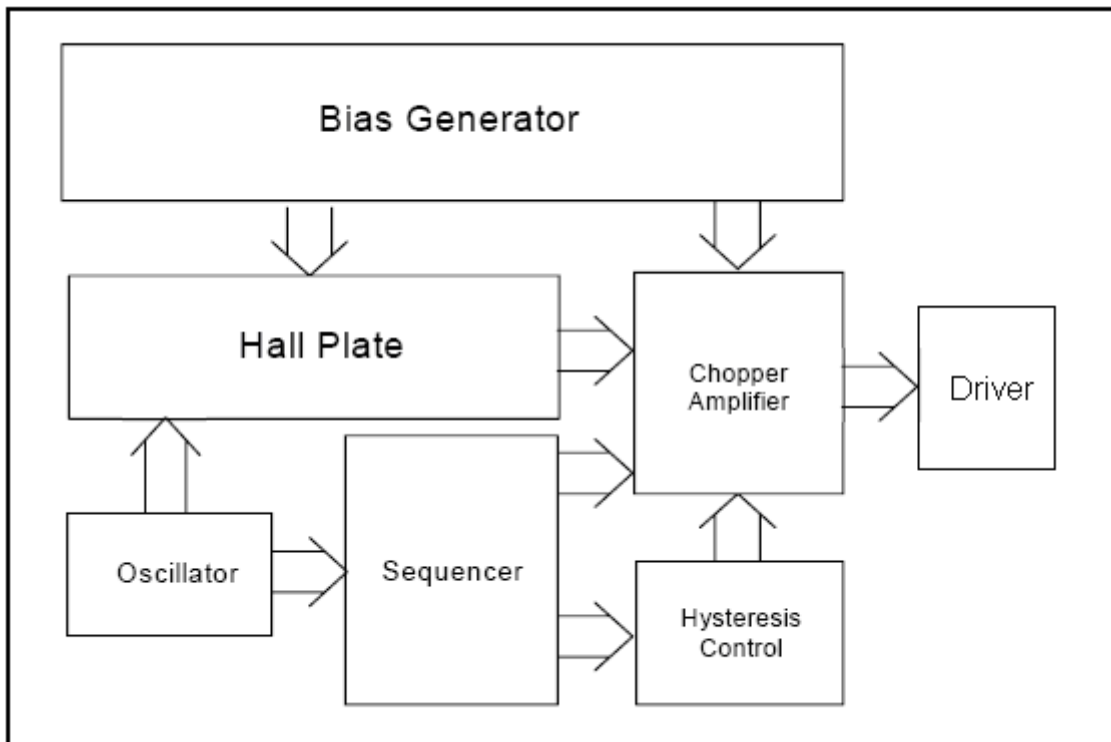 Bias Generator
Hall Plate
Chopper
Amplifier
Driver
Oscillator
Sequencer
Hysteresis
Control